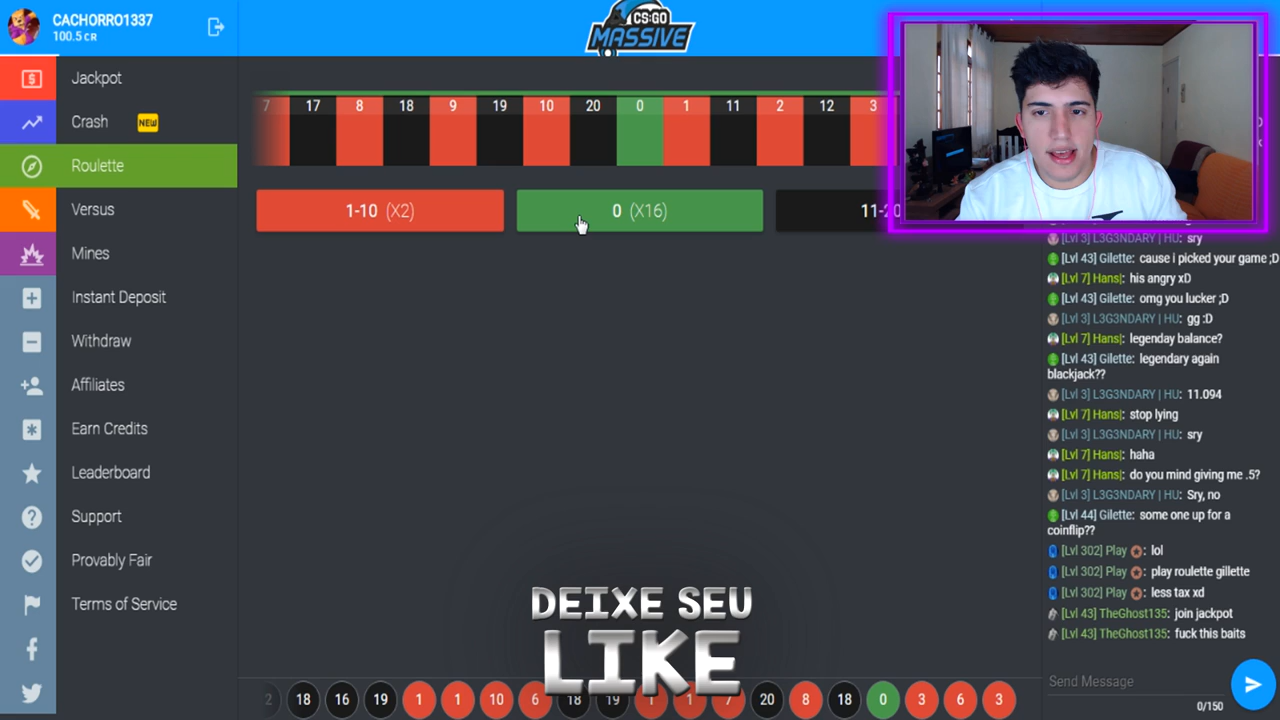 CACHORRO1337
100.5 CR
CS:GO
MASSIVE
Jackpot
Crash NEW
Roulette
Versus
Mines
Instant Deposit
Withdraw
Affiliates
Earn Credits
Leaderboard
Support
Provably Fair
Terms of Service
7 17 8 18 9 19 10 20 0 1 11 2 12 3
1-10 (X2)
0 (X16)
11-20
[Lvl 3] L3G3NDARY | HU: sry
[Lvl 43] Gilette: cause i picked your game ;D
[Lvl 7] Hans|: his angry xD
[Lvl 43] Gilette: omg you lucker ;D
[Lvl 3] L3G3NDARY | HU: gg :D
[Lvl 7] Hans|: legenday balance?
[Lvl 43] Gilette: legendary again
blackjack??
[Lvl 3] L3G3NDARY | HU: 11.094
[Lvl 7] Hans|: stop lying
[Lvl 3] L3G3NDARY | HU: sry
[Lvl 7] Hans|: haha
[Lvl 7] Hans|: do you mind giving me .5?
[Lvl 3] L3G3NDARY | HU: Sry, no
[Lvl 44] Gilette: some one up for a
coinflip??
[Lvl 302] Play : lol
[Lvl 302] Play : play roulette gillette
[Lvl 302] Play : less tax xd
[Lvl 43] TheGhost135: join jackpot
[Lvl 43] TheGhost135: fuck this baits
Send Message
0/150
DEIXE SEU
LIKE
2 18 16 19 1 1 10 6 18 19 1 1 7 20 8 18 0 3 6 3